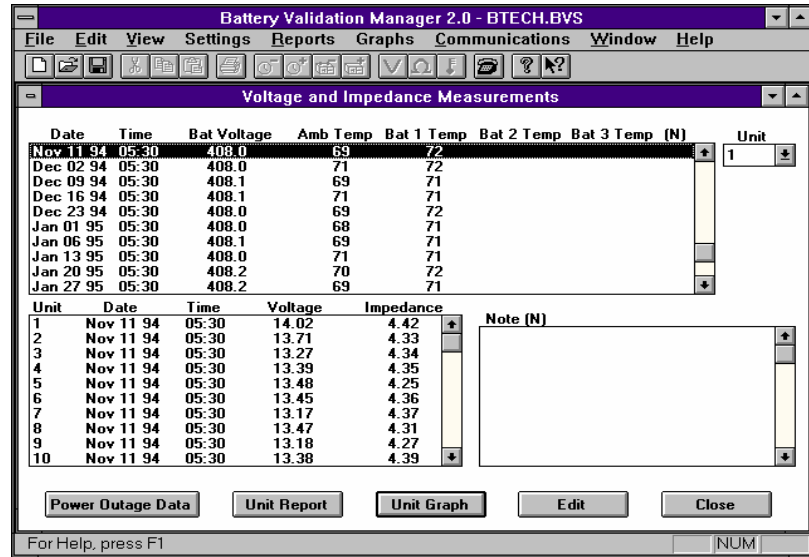 Battery Validation Manager 2.0 - BTECH.BVS
File Edit View Settings Reports Graphs Communications Window Help
Voltage and Impedance Measurements
Date Time Bat Voltage Amb Temp Bat 1 Temp Bat 2 Temp Bat 3 Temp (N) Unit
Nov 11 94 05:30 408.0 69 72 1
Dec 02 94 05:30 408.0 71 72
Dec 09 94 05:30 408.1 69 71
Dec 16 94 05:30 408.1 71 71
Dec 23 94 05:30 408.0 69 72
Jan 01 95 05:30 408.0 68 71
Jan 06 95 05:30 408.1 69 71
Jan 13 95 05:30 408.0 71 71
Jan 20 95 05:30 408.2 70 72
Jan 27 95 05:30 408.2 69 71
Unit Date Time Voltage Impedance Note (N)
1 Nov 11 94 05:30 14.02 4.42
2 Nov 11 94 05:30 13.71 4.33
3 Nov 11 94 05:30 13.27 4.34
4 Nov 11 94 05:30 13.39 4.35
5 Nov 11 94 05:30 13.48 4.25
6 Nov 11 94 05:30 13.45 4.36
7 Nov 11 94 05:30 13.17 4.37
8 Nov 11 94 05:30 13.47 4.31
9 Nov 11 94 05:30 13.18 4.27
10 Nov 11 94 05:30 13.38 4.39
Power Outage Data Unit Report Unit Graph Edit Close
For Help, press F1 NUM